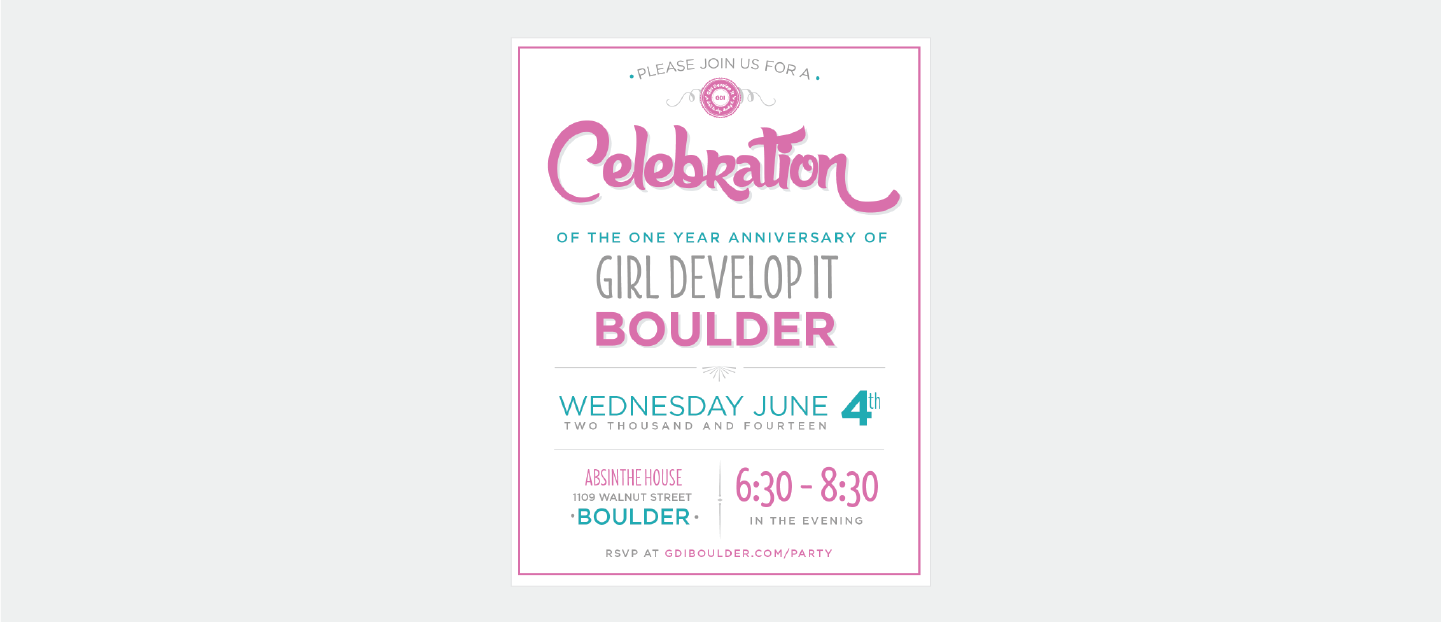 PLEASE JOIN US FOR A
GDI
Celebration
OF THE ONE YEAR ANNIVERSARY OF
GIRL DEVELOP IT
BOULDER
WEDNESDAY JUNE 4th
TWO THOUSAND AND FOURTEEN
ABSINTHE HOUSE
1109 WALNUT STREET
BOULDER
6:30 – 8:30
IN THE EVENING
RSVP AT GDIBOULDER.COM/PARTY